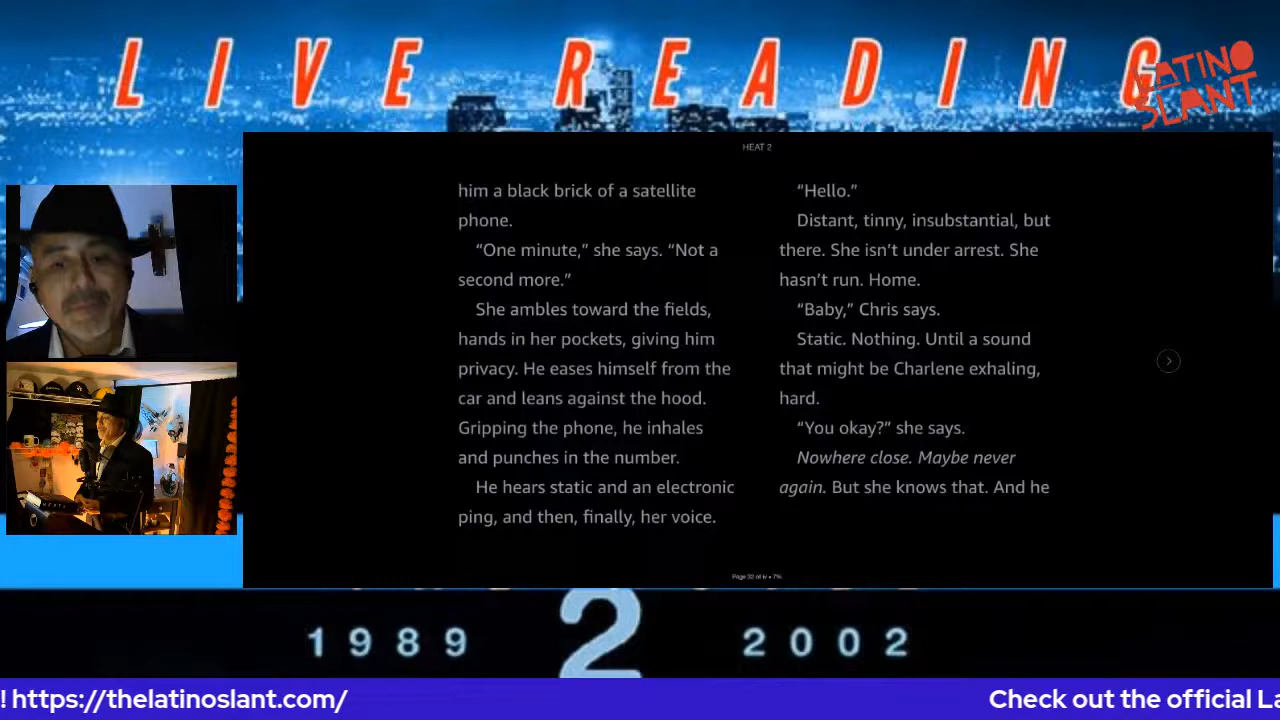 LIVE READING
LATINO
SLANT
HEAT 2
him a black brick of a satellite
phone.
“One minute,” she says. “Not a
second more.”
She ambles toward the fields,
hands in her pockets, giving him
privacy. He eases himself from the
car and leans against the hood.
Gripping the phone, he inhales
and punches in the number.
He hears static and an electronic
ping, and then, finally, her voice.
“Hello.”
Distant, tinny, insubstantial, but
there. She isn’t under arrest. She
hasn’t run. Home.
“Baby,” Chris says.
Static. Nothing. Until a sound
that might be Charlene exhaling,
hard.
“You okay?” she says.
Nowhere close. Maybe never
again. But she knows that. And he
Page 32 of iv • 7%
1989 2 2002
! https://thelatinoslant.com/ Check out the official La